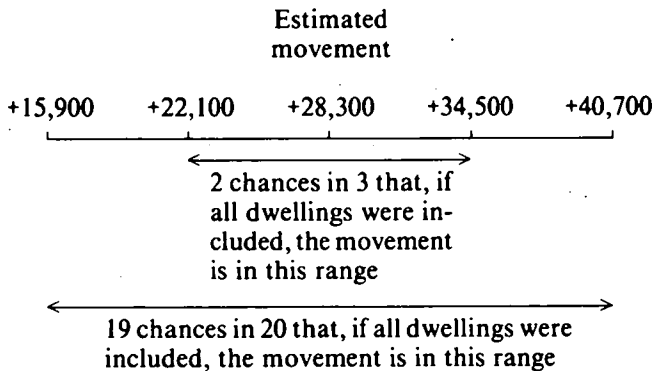 Estimated
movement
+15,900 +22,100 +28,300 +34,500 +40,700
2 chances in 3 that, if
all dwellings were in-
cluded, the movement
is in this range
19 chances in 20 that, if all dwellings were
included, the movement is in this range